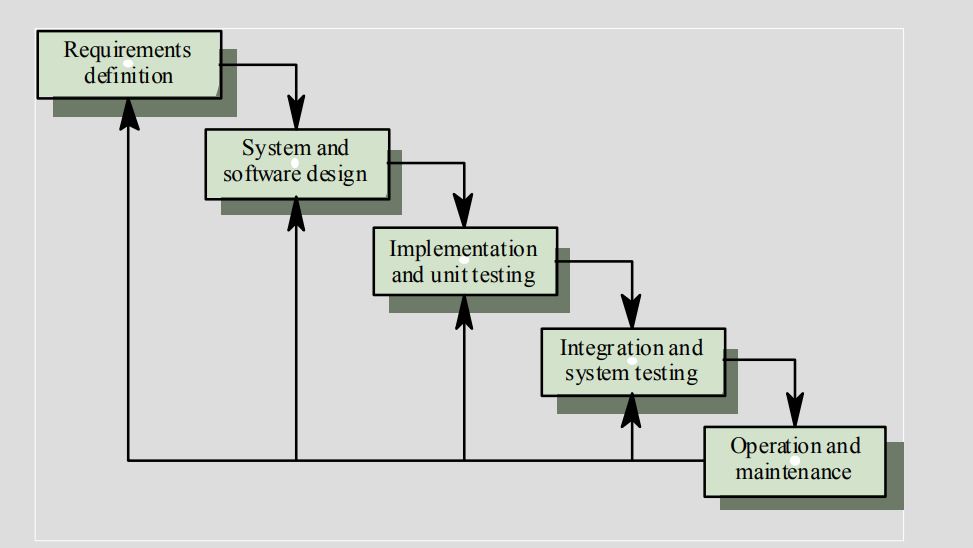 Requirements
definition
System and
software design
Implementation
and unit testing
Integration and
system testing
Operation and
maintenance